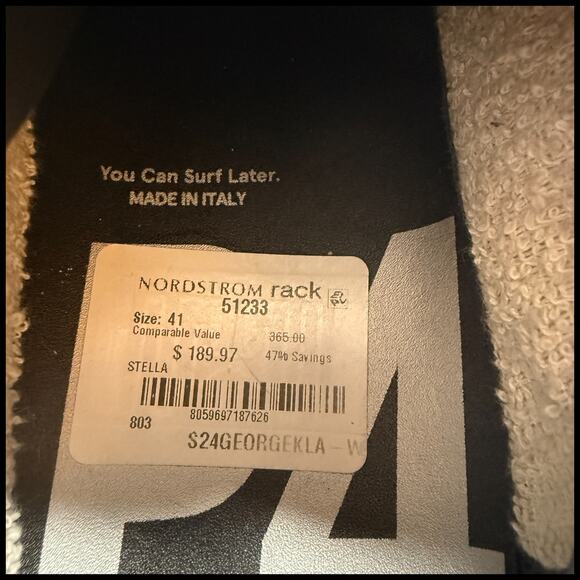 You Can Surf Later.
MADE IN ITALY
NORDSTROM rack
51233
Size: 41
Comparable Value 365.00
$ 189.97 47% Savings
STELLA
8059697187626
803
S24GEORGEKLA - W
P4